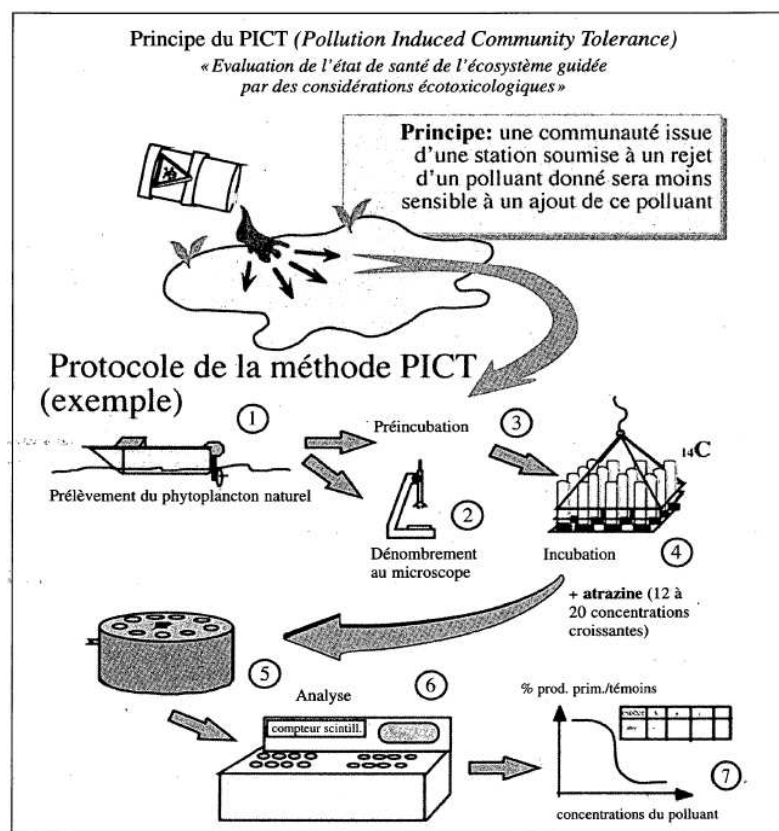 Principe du PICT (Pollution Induced Community Tolerance)
« Evaluation de l'état de santé de l'écosystème guidée
par des considérations écotoxicologiques »
Principe: une communauté issue
d'une station soumise à un rejet
d'un polluant donné sera moins
sensible à un ajout de ce polluant
Protocole de la méthode PICT
(exemple)
1
Prélèvement du phytoplancton naturel
Préincubation
3
2
Dénombrement
au microscope
14C
Incubation
4
+ atrazine (12 à
20 concentrations
croissantes)
5
Analyse
6
compteur scintill.
% prod. prim./témoins
7
concentrations du polluant